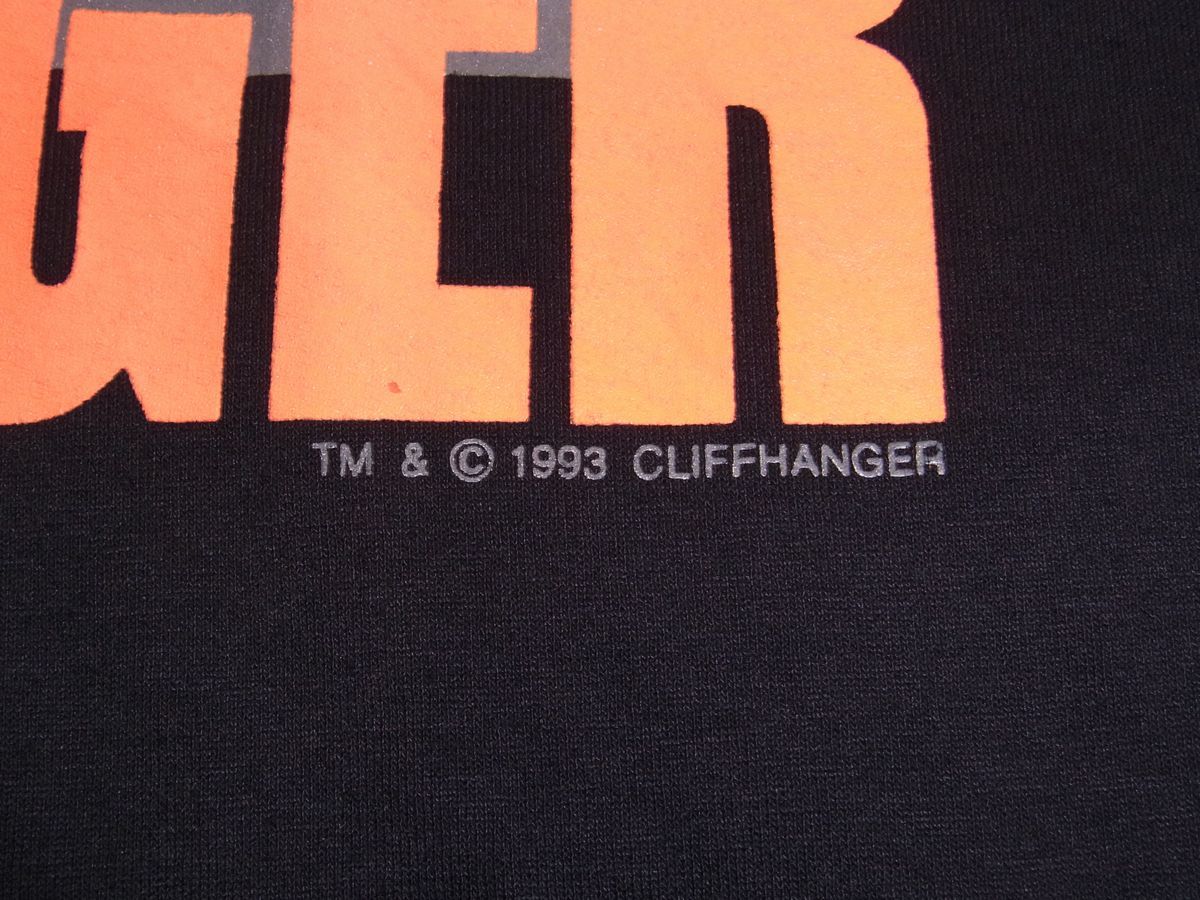 GER
TM & © 1993 CLIFFHANGER